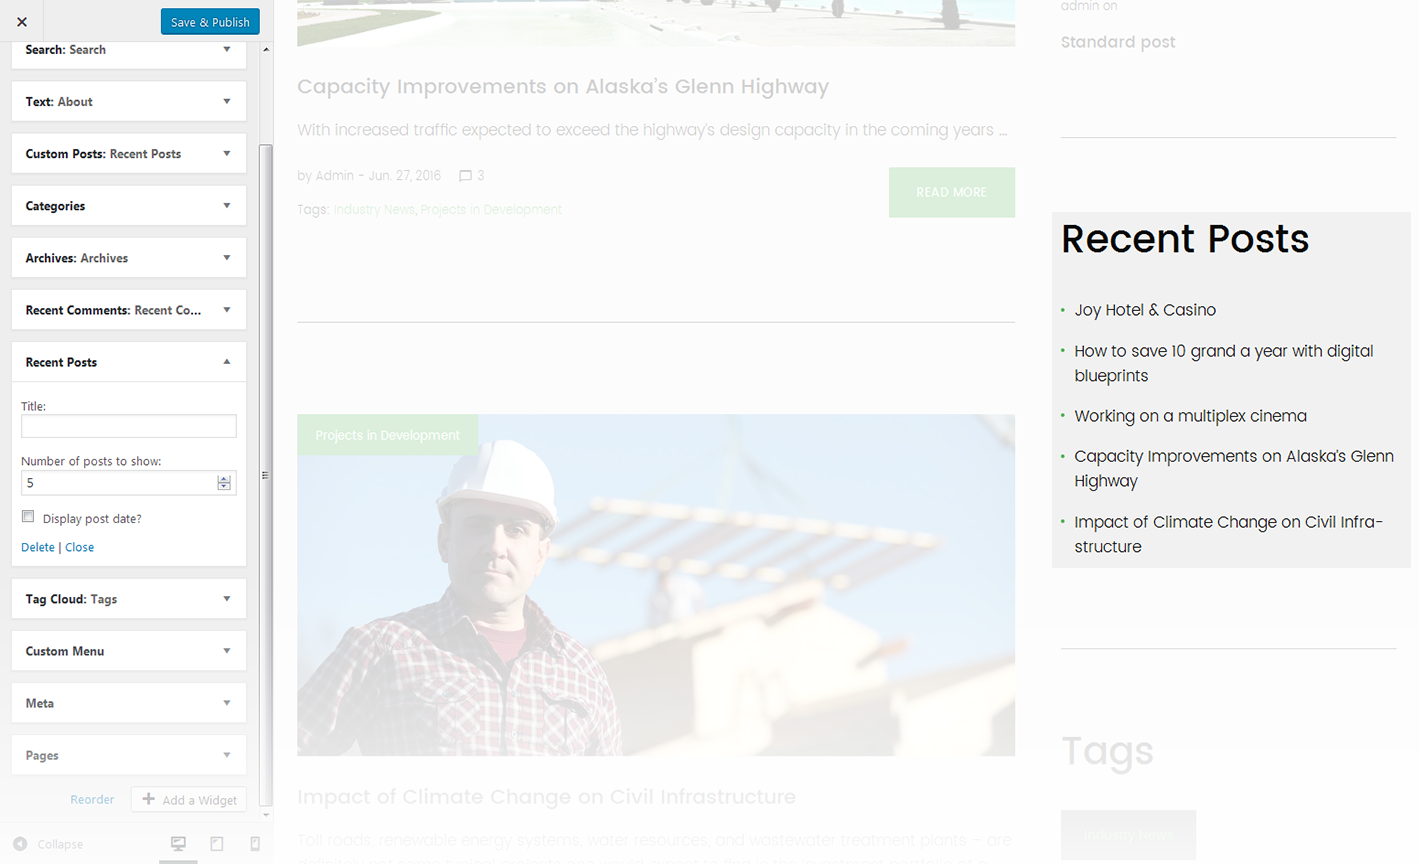 Save & Publish
Search: Search
Text: About
Custom Posts: Recent Posts
Categories
Archives: Archives
Recent Comments: Recent Co...
Recent Posts
Title:
Number of posts to show:
5
Display post date?
Delete | Close
Tag Cloud: Tags
Custom Menu
Meta
Pages
Reorder
Add a Widget
Collapse
Capacity Improvements on Alaska's Glenn Highway
With increased traffic expected to exceed the highway's design capacity in the coming years ...
by Admin - Jun. 27, 2016 3
READ MORE
Tags: Industry News, Projects in Development
Projects in Development
Impact of Climate Change on Civil Infrastructure
Toll roads, renewable energy systems, water resources, and wastewater treatment plants – are
admin on
Standard post
Recent Posts
Joy Hotel & Casino
How to save 10 grand a year with digital
blueprints
Working on a multiplex cinema
Capacity Improvements on Alaska's Glenn
Highway
Impact of Climate Change on Civil Infra-
structure
Tags
Industry News